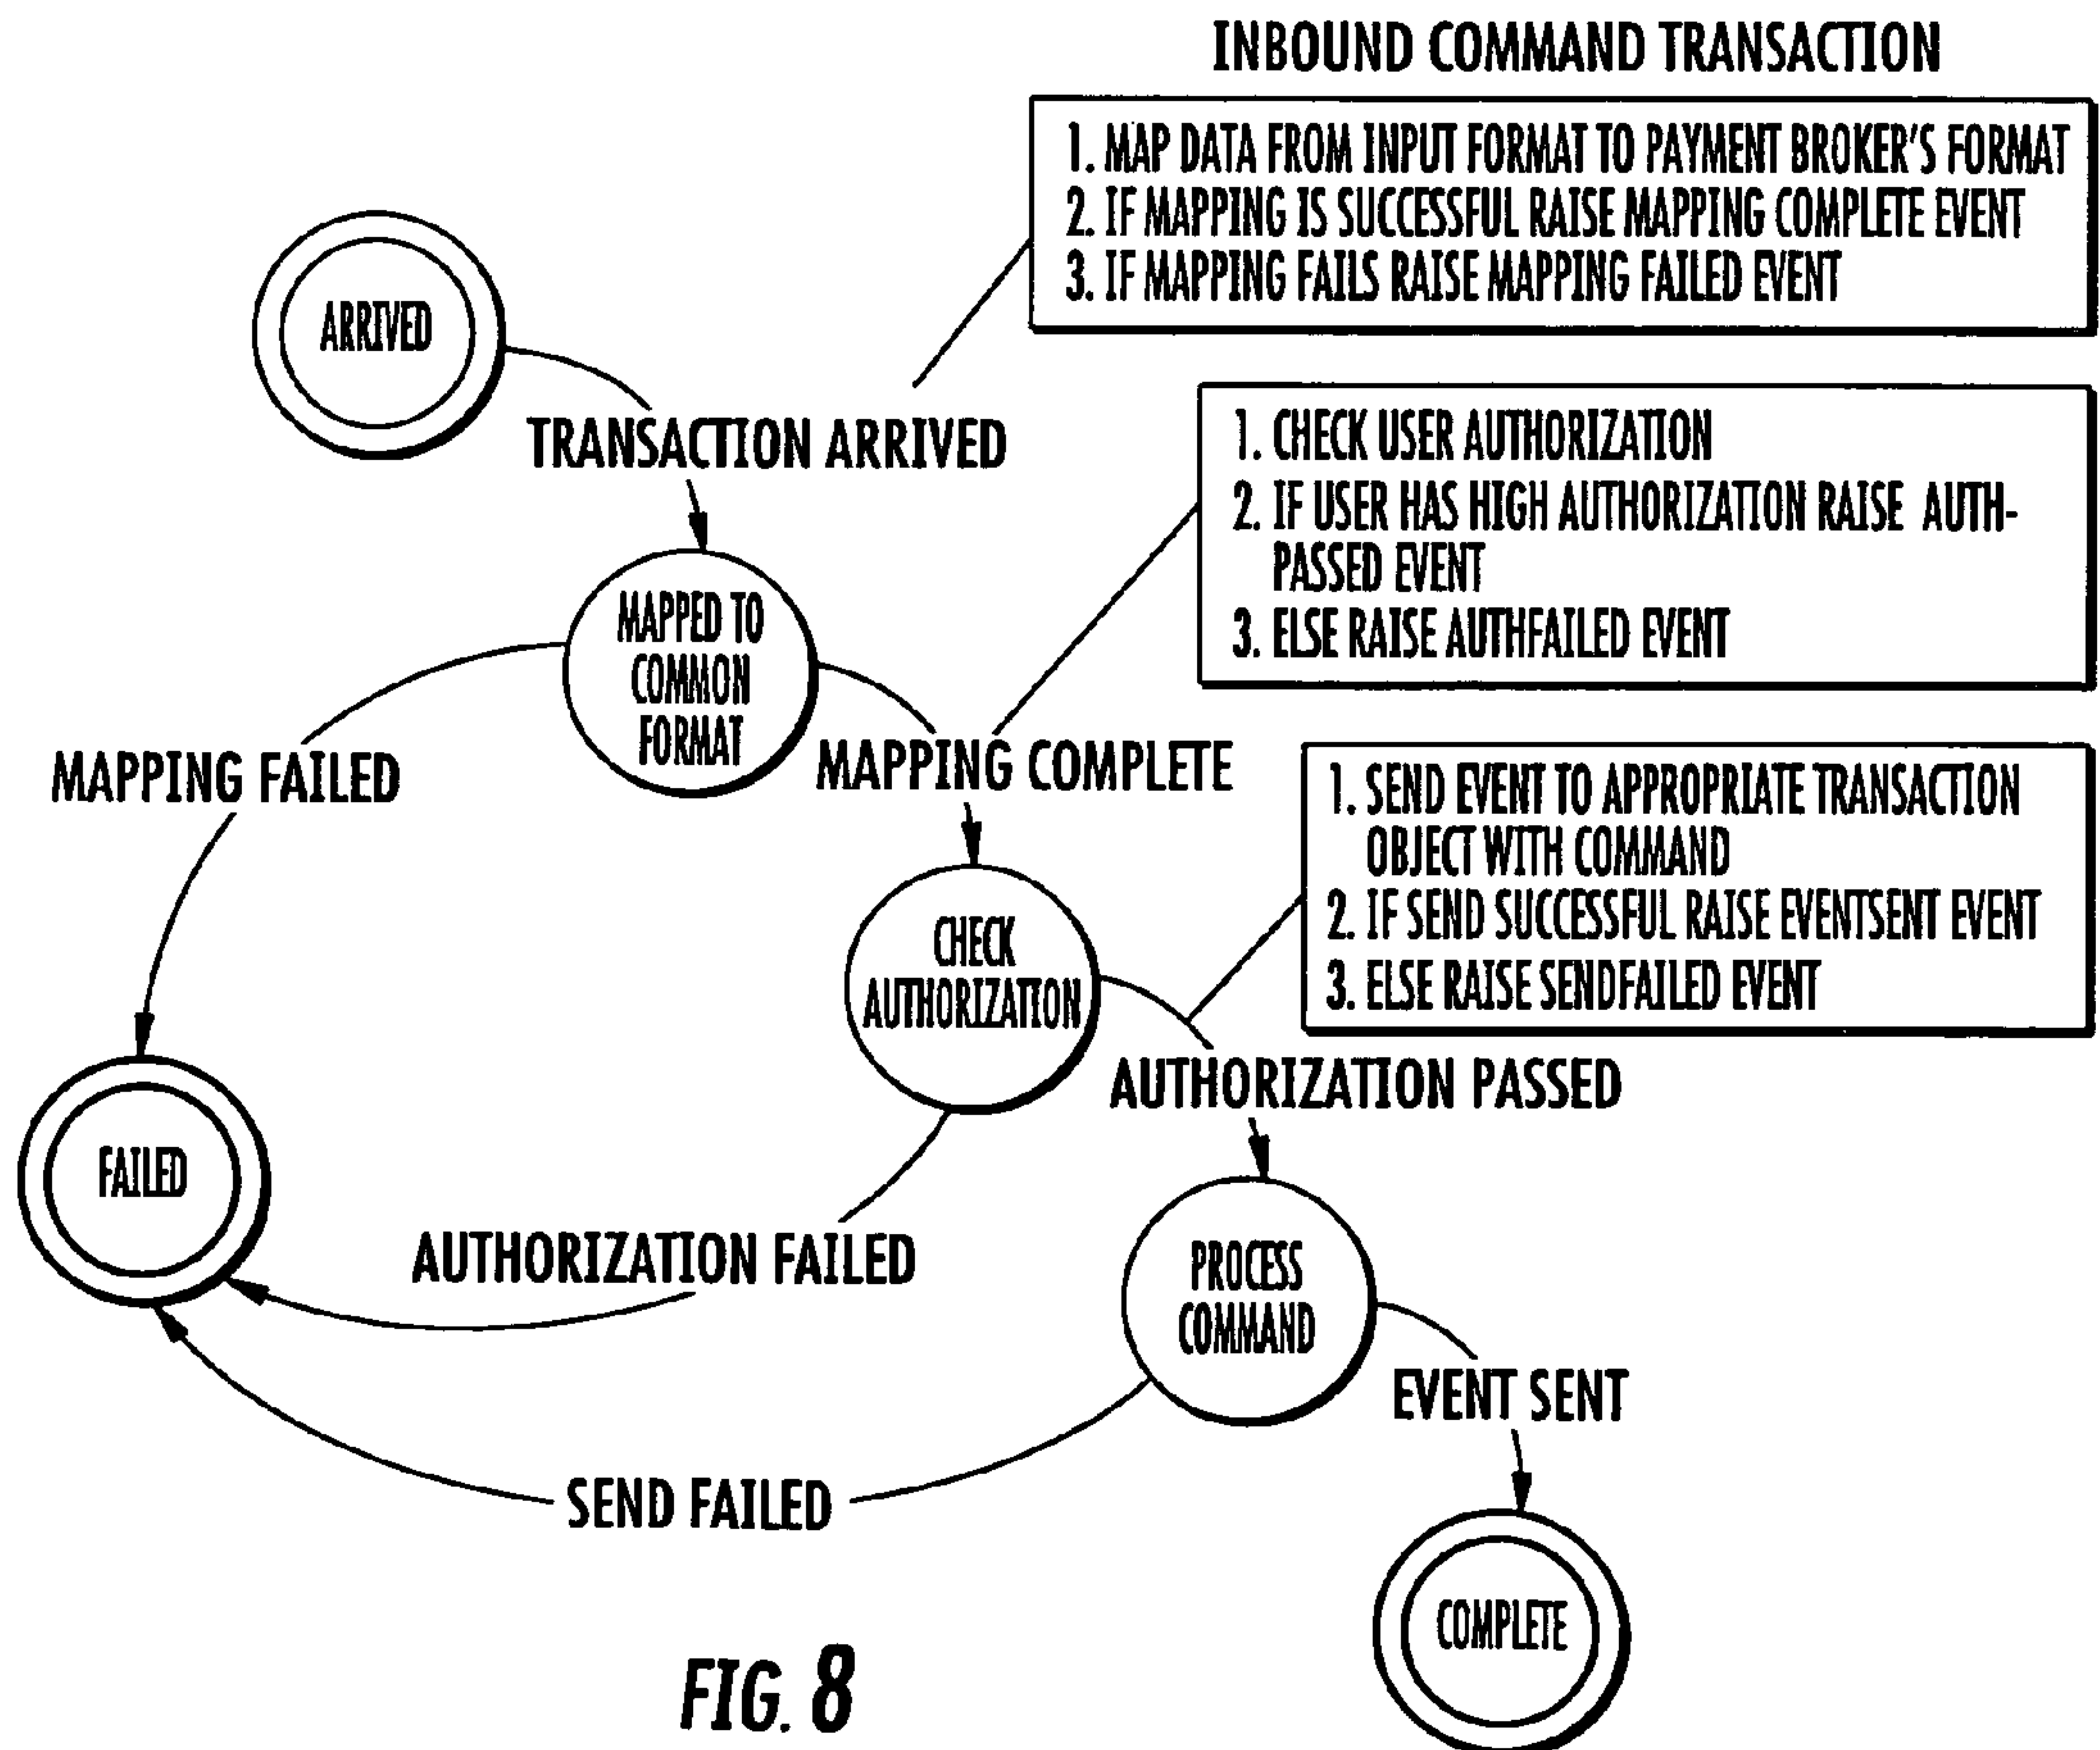 INBOUND COMMAND TRANSACTION
1. MAP DATA FROM INPUT FORMAT TO PAYMENT BROKER'S FORMAT
2. IF MAPPING IS SUCCESSFUL RAISE MAPPING COMPLETE EVENT
3. IF MAPPING FAILS RAISE MAPPING FAILED EVENT
ARRIVED
TRANSACTION ARRIVED
1. CHECK USER AUTHORIZATION
2. IF USER HAS HIGH AUTHORIZATION RAISE AUTH-
PASSED EVENT
3. ELSE RAISE AUTHFAILED EVENT
MAPPED TO
COMMON
FORMAT
MAPPING FAILED
MAPPING COMPLETE
1. SEND EVENT TO APPROPRIATE TRANSACTION
OBJECT WITH COMMAND
2. IF SEND SUCCESSFUL RAISE EVENTSENT EVENT
3. ELSE RAISE SENDFAILED EVENT
CHECK
AUTHORIZATION
AUTHORIZATION PASSED
FAILED
AUTHORIZATION FAILED
PROCESS
COMMAND
EVENT SENT
SEND FAILED
COMPLETE
FIG. 8